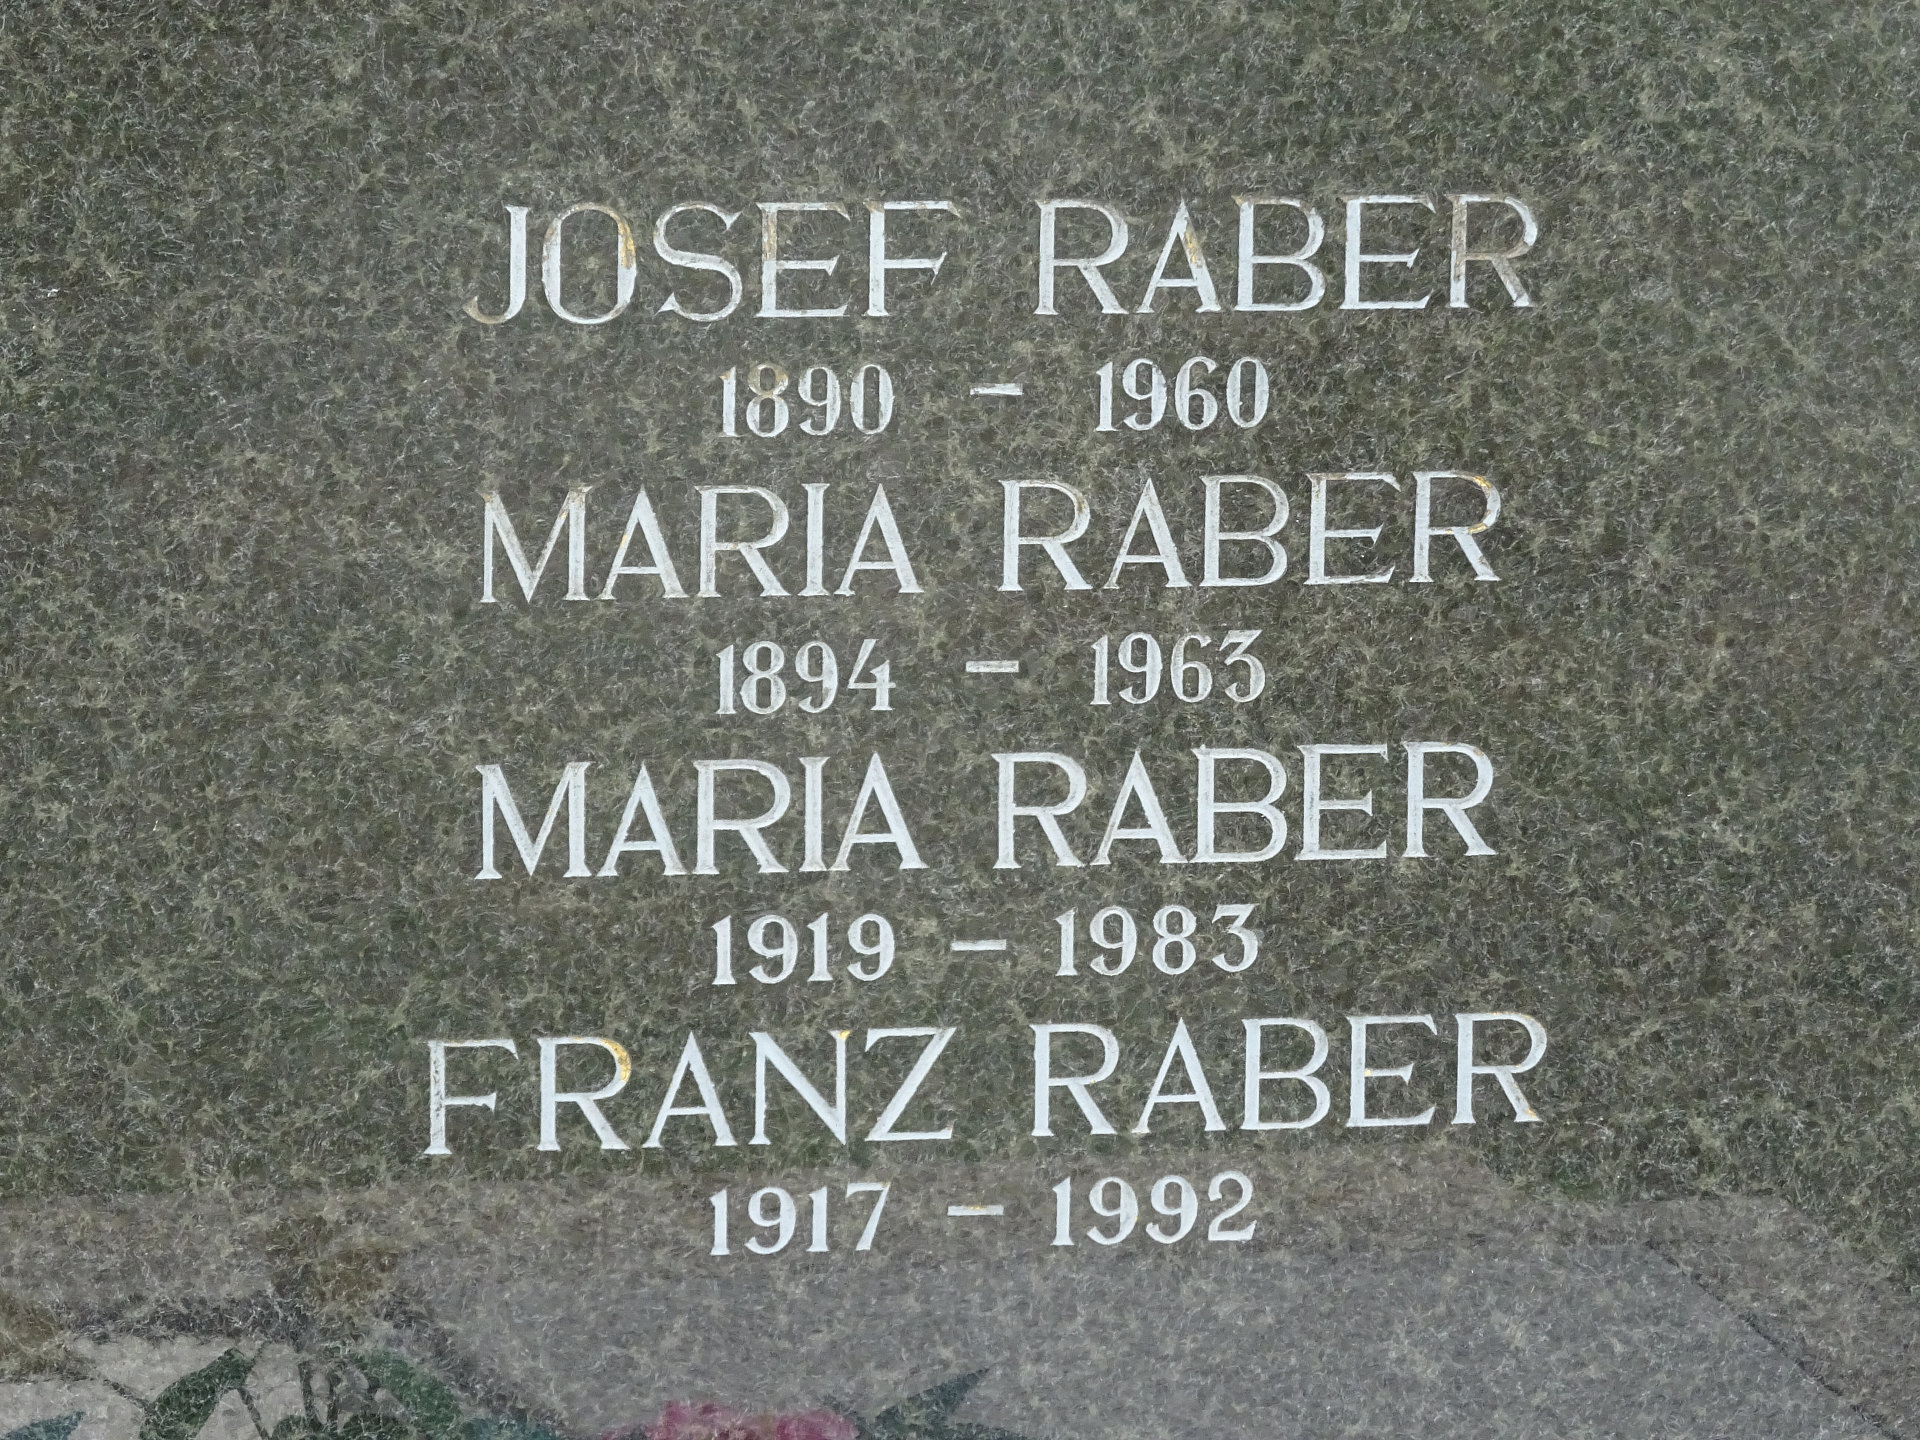 JOSEF RABER
1890 – 1960
MARIA RABER
1894 – 1963
MARIA RABER
1919 – 1983
FRANZ RABER
1917 – 1992